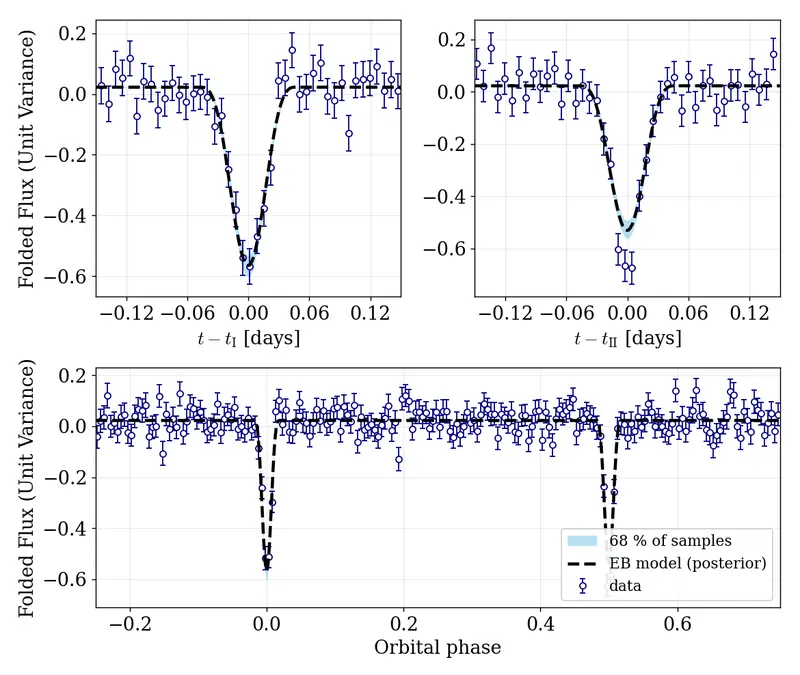 0.2
0.0
−0.2
−0.4
−0.6
−0.12 −0.06 0.00 0.06 0.12
t − tI [days]
Folded Flux (Unit Variance)
0.2
0.0
−0.2
−0.4
−0.6
−0.12 −0.06 0.00 0.06 0.12
t − tII [days]
0.2
0.0
−0.2
−0.4
−0.6
−0.2 0.0 0.2 0.4 0.6
Orbital phase
Folded Flux (Unit Variance)
68 % of samples
EB model (posterior)
data